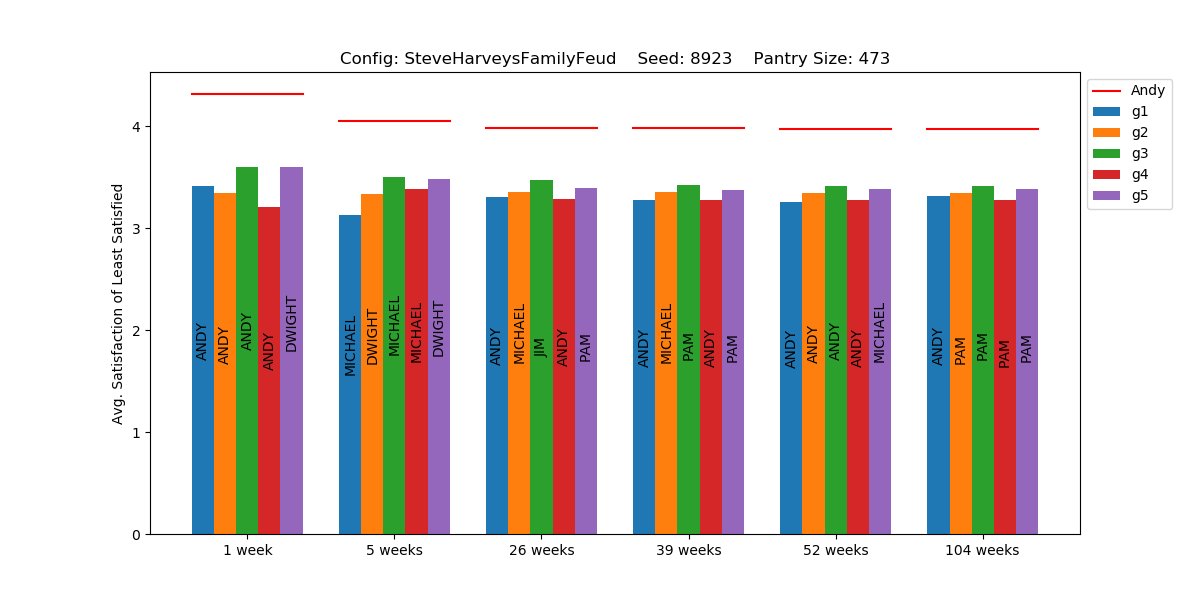 Config: SteveHarveysFamilyFeud    Seed: 8923    Pantry Size: 473
Avg. Satisfaction of Least Satisfied
4
3
2
1
0
ANDY
ANDY
ANDY
ANDY
DWIGHT
MICHAEL
DWIGHT
MICHAEL
MICHAEL
DWIGHT
ANDY
MICHAEL
JIM
ANDY
PAM
ANDY
MICHAEL
PAM
ANDY
PAM
ANDY
ANDY
ANDY
ANDY
MICHAEL
ANDY
PAM
PAM
PAM
PAM
1 week
5 weeks
26 weeks
39 weeks
52 weeks
104 weeks
Andy
g1
g2
g3
g4
g5